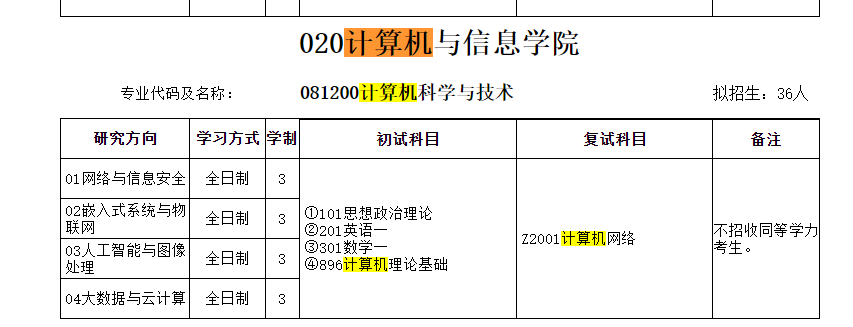 020计算机与信息学院
专业代码及名称： 081200计算机科学与技术 拟招生：36人
研究方向 学习方式 学制 初试科目 复试科目 备注
01网络与信息安全 全日制 3
02嵌入式系统与物
联网
全日制 3
03人工智能与图像
处理
全日制 3
04大数据与云计算 全日制 3
①101思想政治理论
②201英语一
③301数学一
④896计算机理论基础
Z2001计算机网络
不招收同等学力
考生。